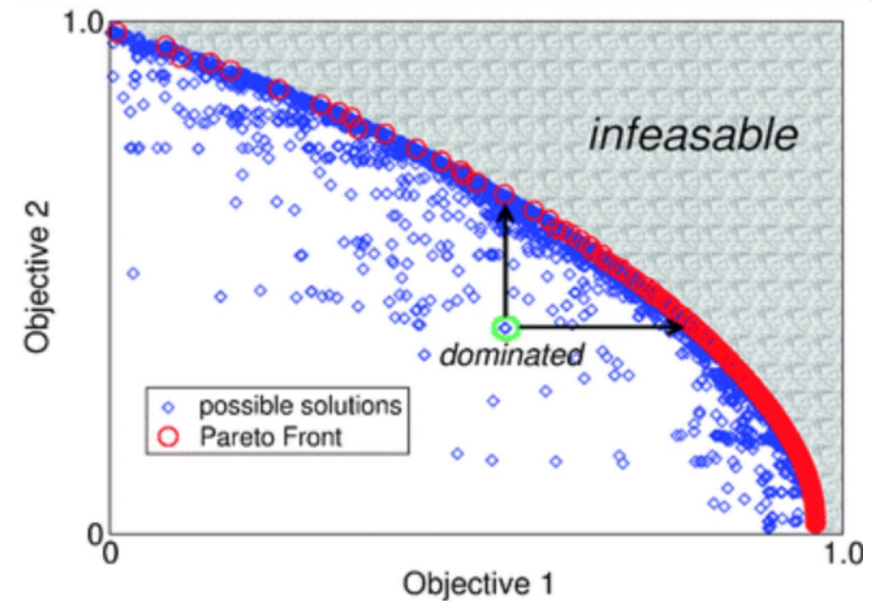 1.0
infeasable
Objective 2
dominated
possible solutions
Pareto Front
0
0
1.0
Objective 1